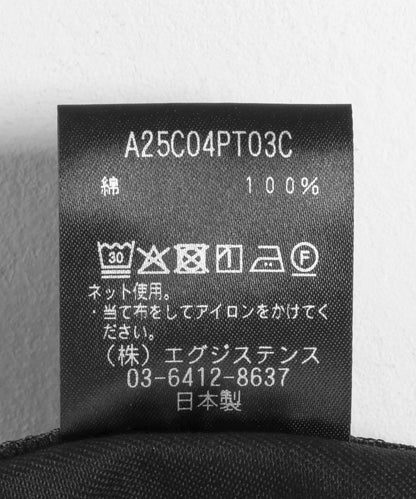 A25C04PT03C
綿 100%
30 F
ネット使用。
・当て布をしてアイロンをかけてく
ださい。
（株）エグジステンス
03-6412-8637
日本製